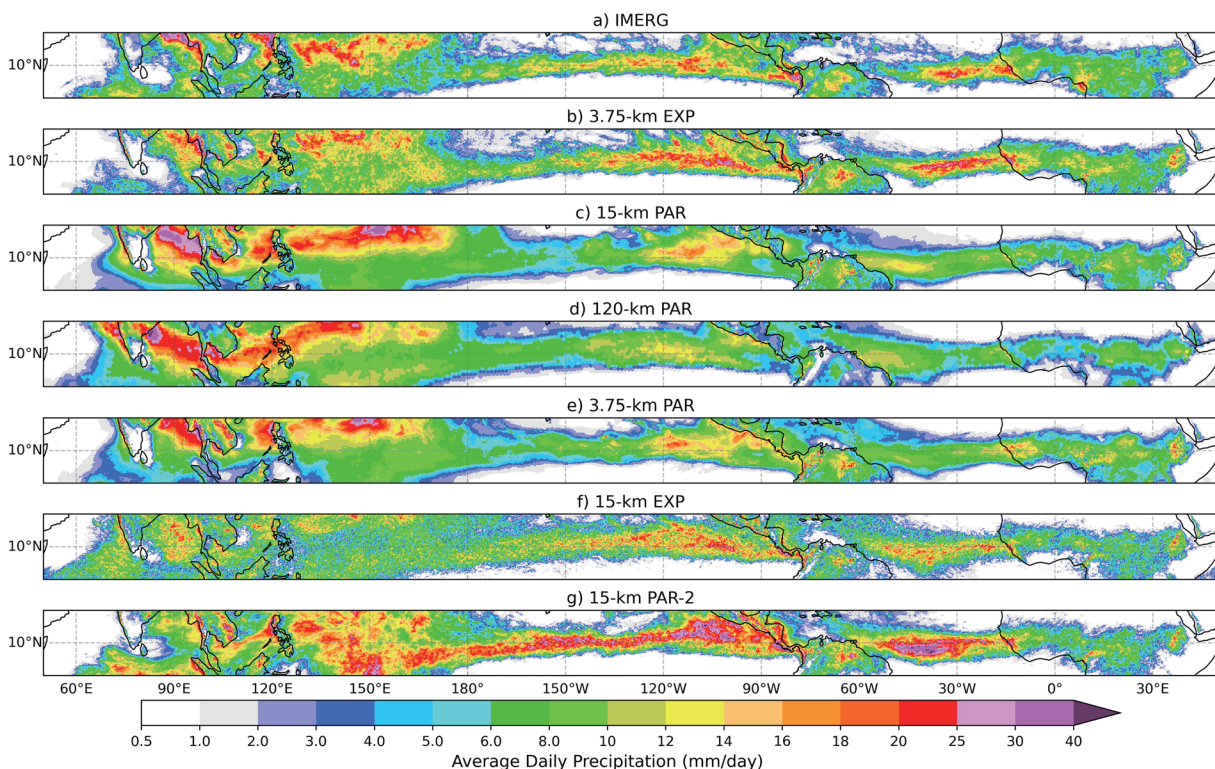 a) IMERG
10°N
b) 3.75-km EXP
10°N
c) 15-km PAR
10°N
d) 120-km PAR
10°N
e) 3.75-km PAR
10°N
f) 15-km EXP
10°N
g) 15-km PAR-2
10°N
60°E 90°E 120°E 150°E 180° 150°W 120°W 90°W 60°W 30°W 0° 30°E
0.5 1.0 2.0 3.0 4.0 5.0 6.0 8.0 10 12 14 16 18 20 25 30 40
Average Daily Precipitation (mm/day)